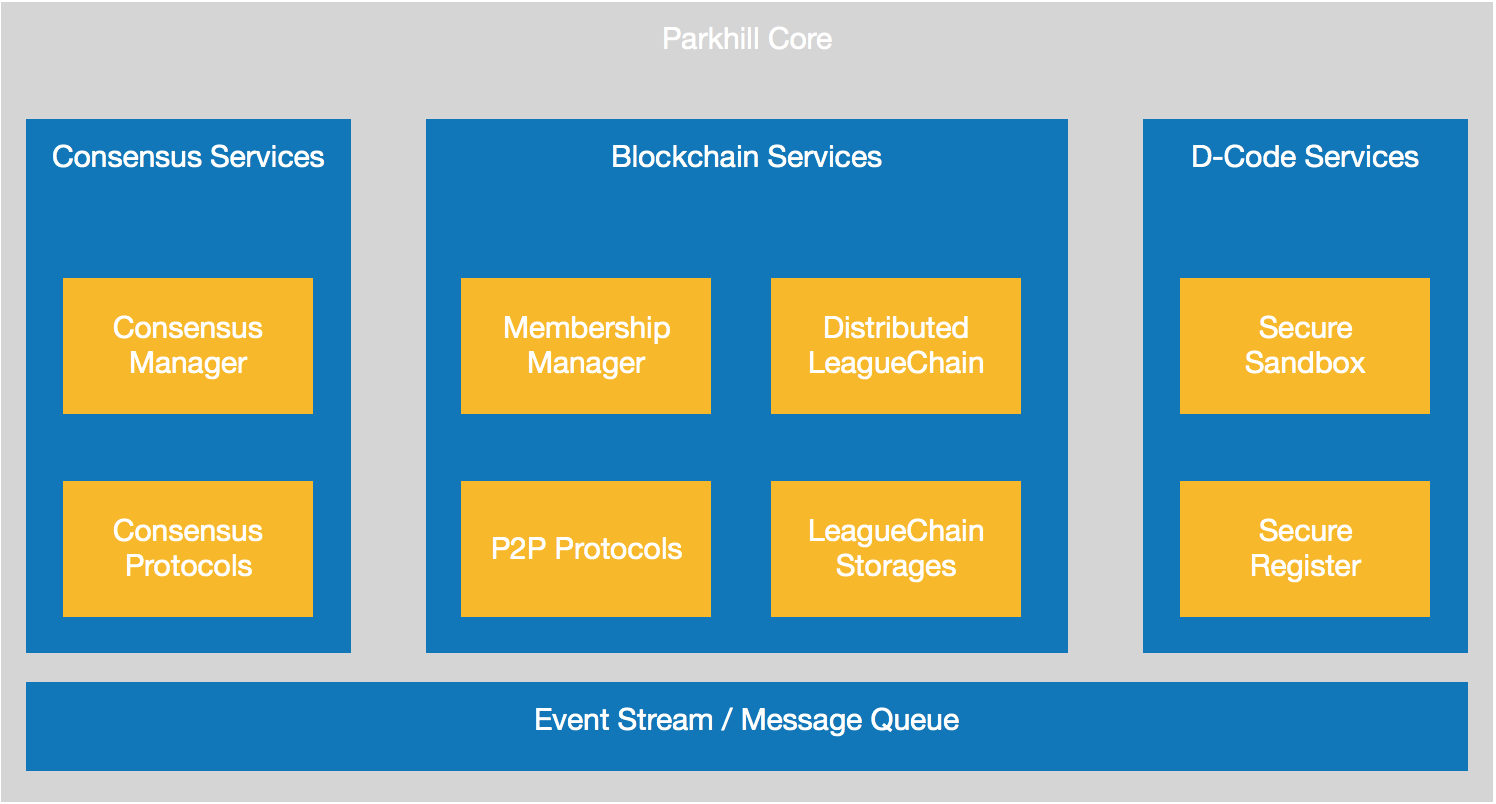 Parkhill Core
Consensus Services
Consensus
Manager
Consensus
Protocols
Blockchain Services
Membership
Manager
Distributed
LeagueChain
P2P Protocols
LeagueChain
Storages
D-Code Services
Secure
Sandbox
Secure
Register
Event Stream / Message Queue